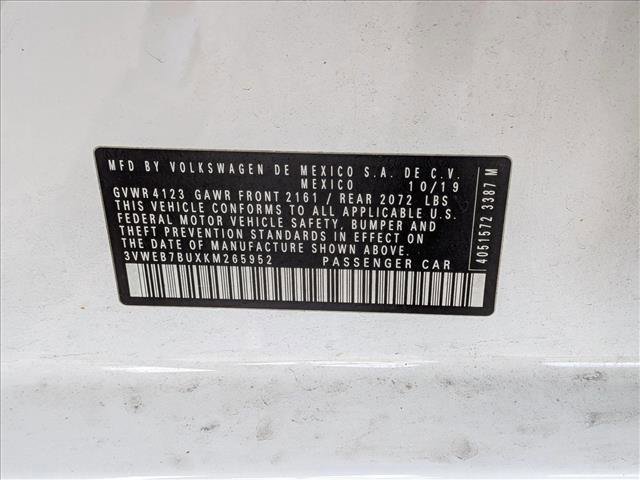 MFD BY VOLKSWAGEN DE MEXICO S.A. DE C.V.
MEXICO 10/19
GVWR 4123 GAWR FRONT 2161 / REAR 2072 LBS
THIS VEHICLE CONFORMS TO ALL APPLICABLE U.S.
FEDERAL MOTOR VEHICLE SAFETY, BUMPER AND
THEFT PREVENTION STANDARDS IN EFFECT ON
THE DATE OF MANUFACTURE SHOWN ABOVE.
3VWEB7BUXKM265952 PASSENGER CAR
4051572 3387 M